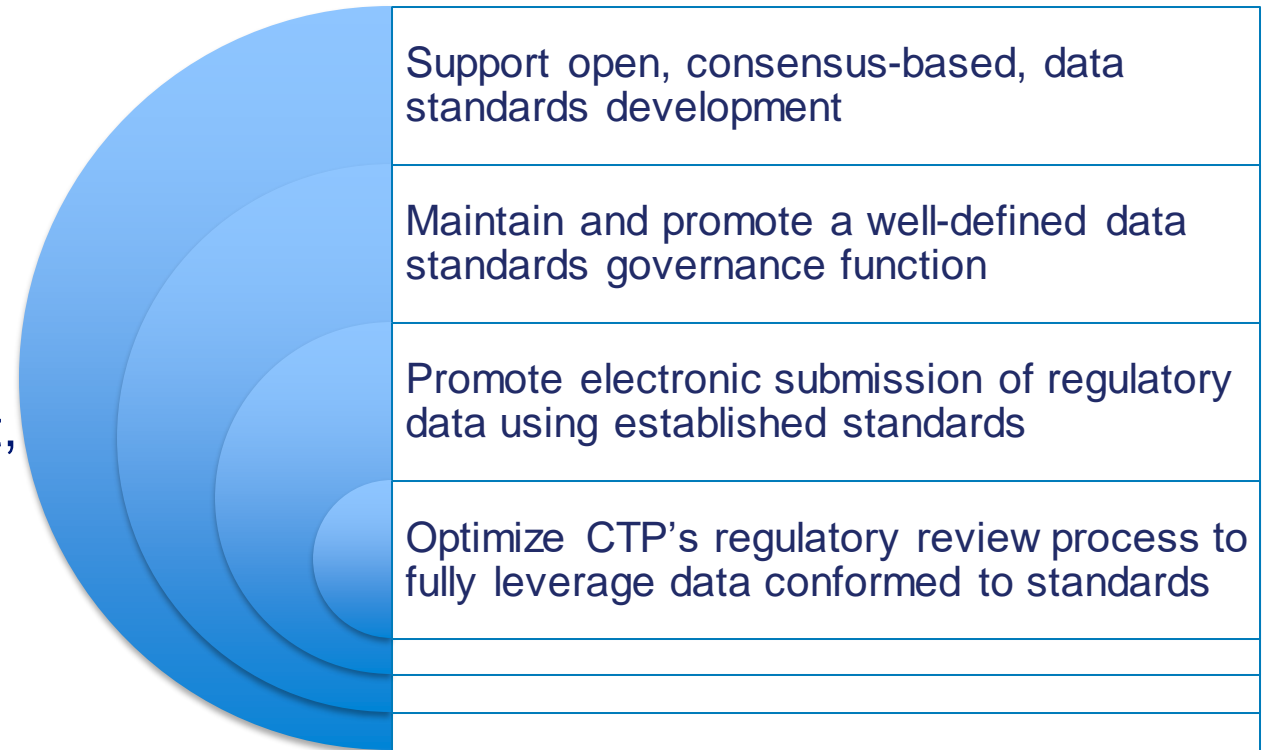 Support open, consensus-based, data
standards development
Maintain and promote a well-defined data
standards governance function
Promote electronic submission of regulatory
data using established standards
Optimize CTP’s regulatory review process to
fully leverage data conformed to standards